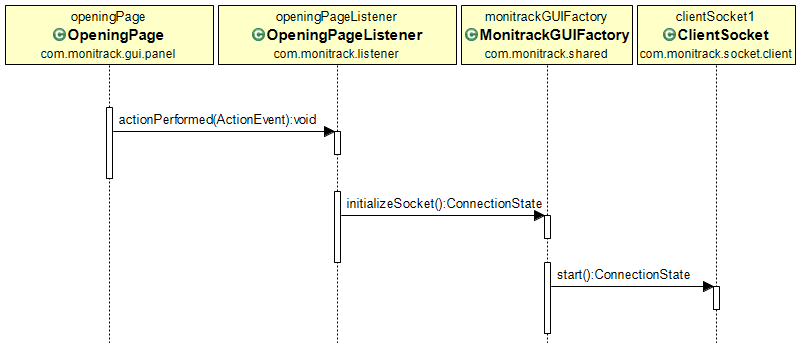 openingPage
OpeningPage
com.monitrack.gui.panel
openingPageListener
OpeningPageListener
com.monitrack.listener
monitrackGUIFactory
MonitrackGUIFactory
com.monitrack.shared
clientSocket1
ClientSocket
com.monitrack.socket.client
actionPerformed(ActionEvent):void
initializeSocket():ConnectionState
start():ConnectionState